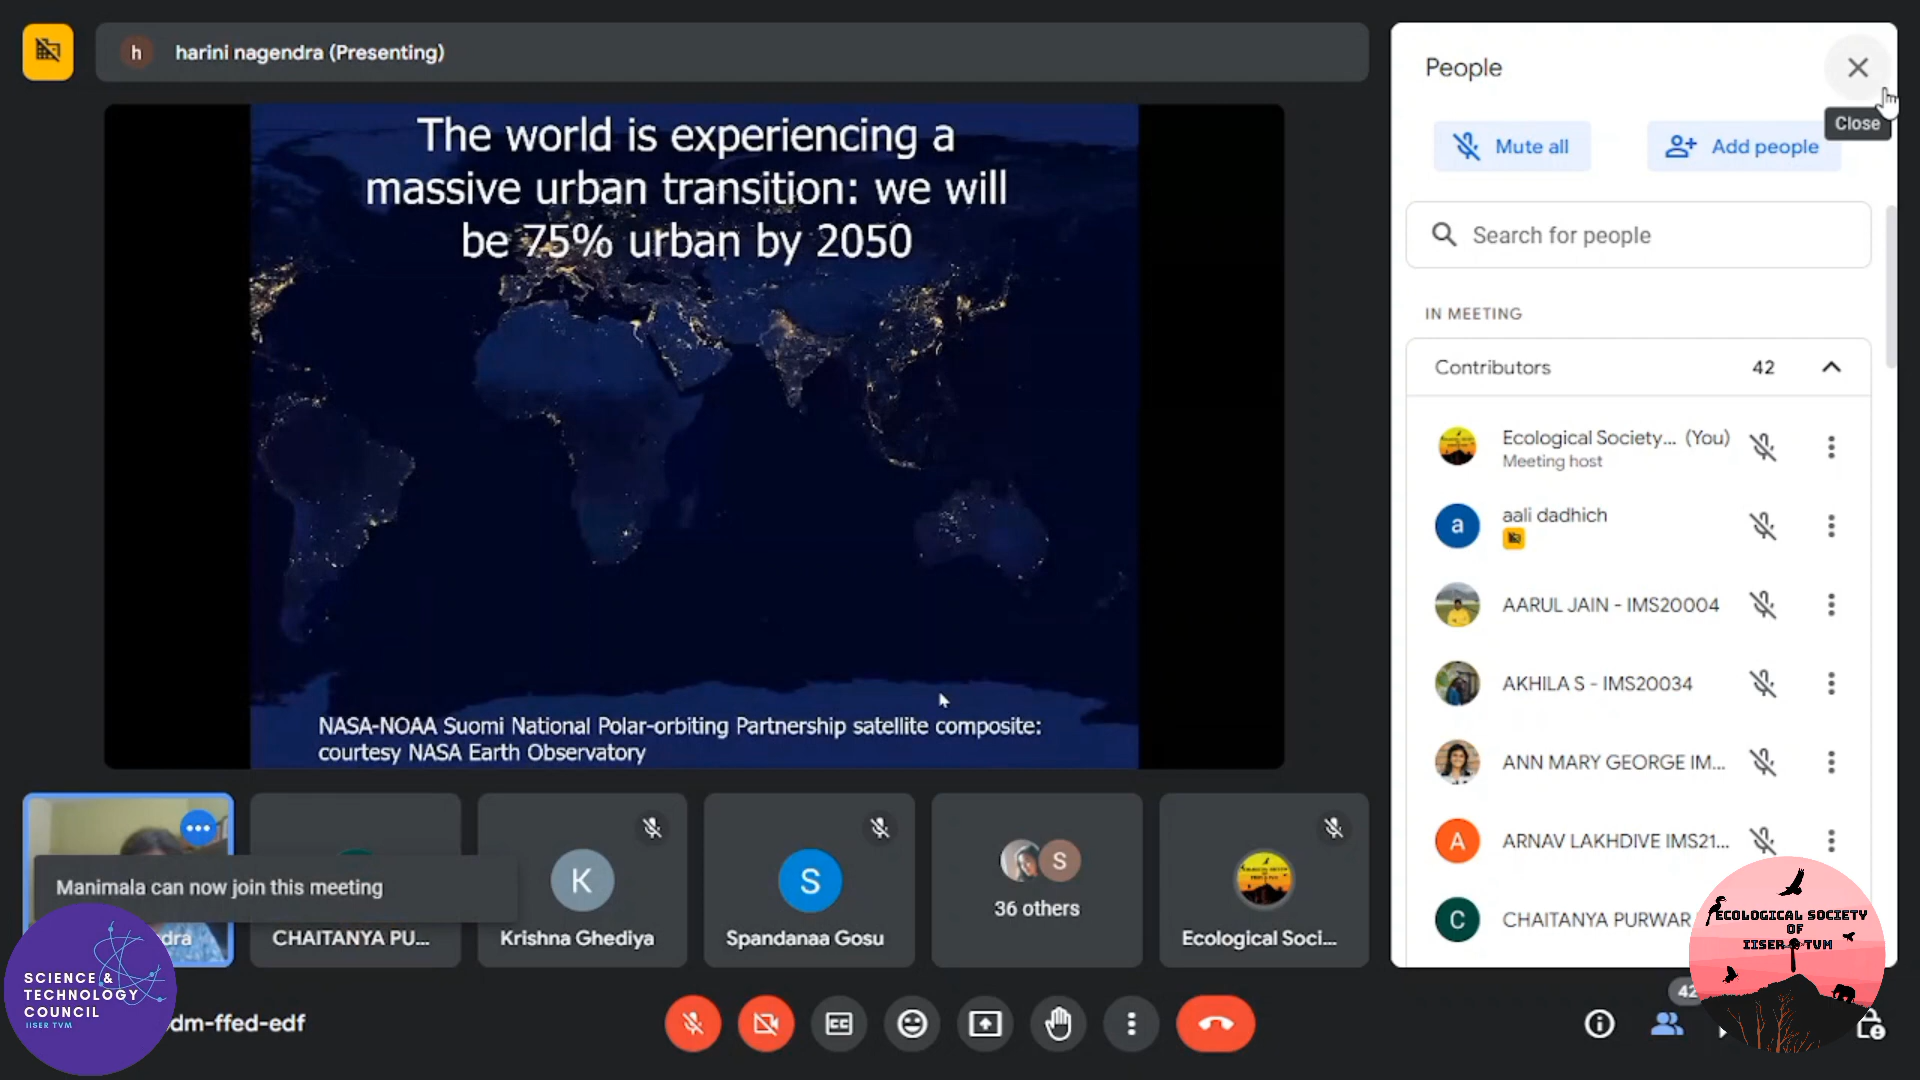 h harini nagendra (Presenting)
The world is experiencing a
massive urban transition: we will
be 75% urban by 2050
NASA-NOAA Suomi National Polar-orbiting Partnership satellite composite:
courtesy NASA Earth Observatory
People
Close
Mute all
Add people
Search for people
IN MEETING
Contributors 42
Ecological Society... (You)
Meeting host
a aali dadhich
AARUL JAIN - IMS20004
AKHILA S - IMS20034
ANN MARY GEORGE IM...
A ARNAV LAKHDIVE IMS21...
C CHAITANYA PURWAR
Manimala can now join this meeting
dra
CHAITANYA PU...
K
Krishna Ghediya
S
Spandanaa Gosu
S
36 others
Ecological Soci...
SCIENCE &
TECHNOLOGY
COUNCIL
IISER TVM
dm-ffed-edf
CC
42
ECOLOGICAL SOCIETY
OF
IISER TVM